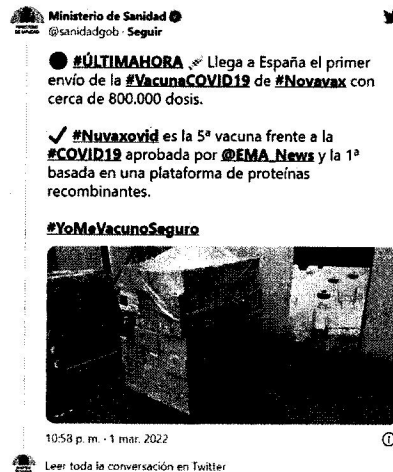 Ministerio de Sanidad
@sanidadgob · Seguir
#ÚLTIMAHORA Llega a España el primer
envío de la #VacunaCOVID19 de #Novavax con
cerca de 800.000 dosis.
✓ #Nuvaxovid es la 5ª vacuna frente a la
#COVID19 aprobada por @EMA_News y la 1ª
basada en una plataforma de proteínas
recombinantes.
#YoMeVacunoSeguro
10:58 p. m. · 1 mar. 2022
Leer toda la conversación en Twitter